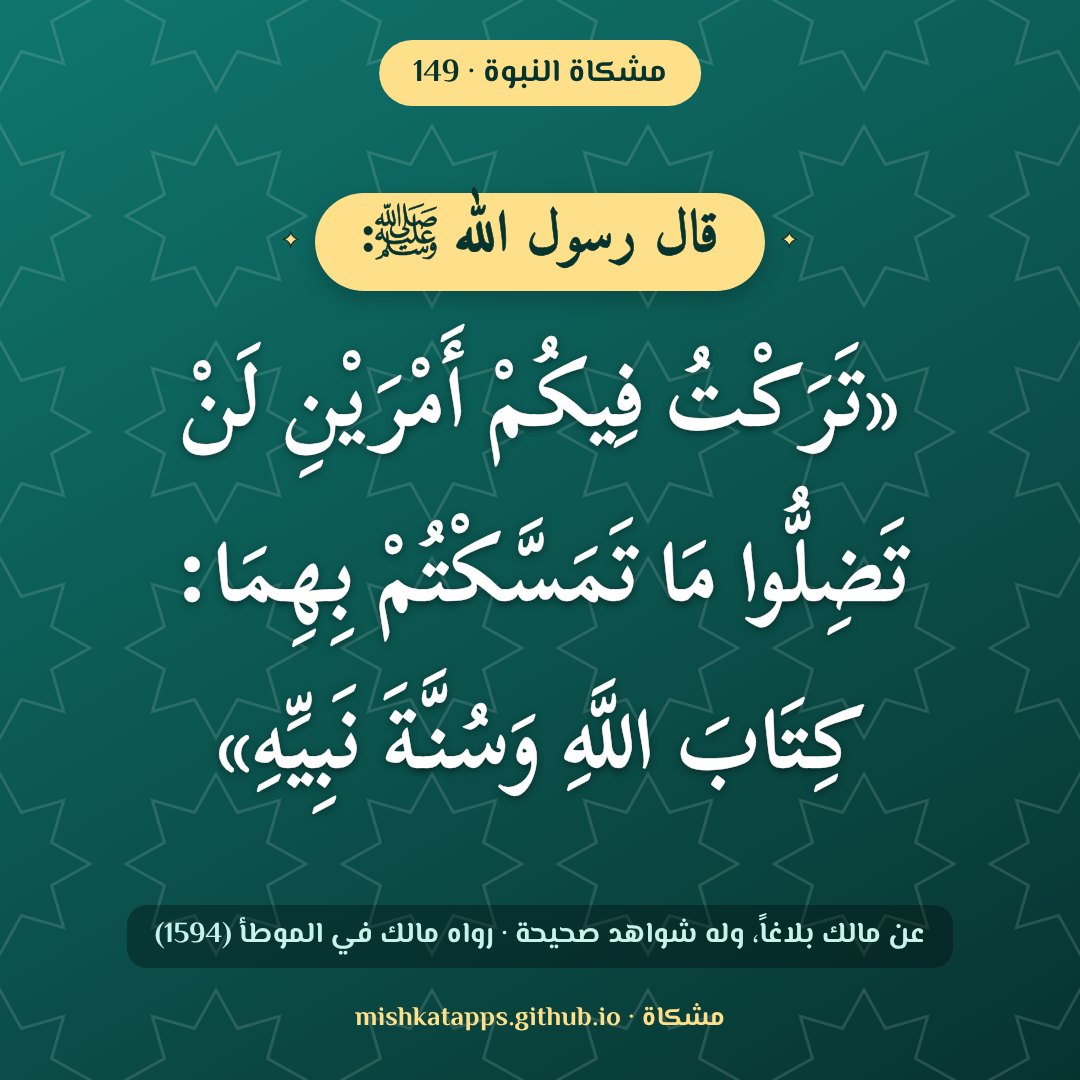 مشكاة النبوة · 149
قال رسول الله ﷺ:
«تَرَكْتُ فِيكُمْ أَمْرَيْنِ لَنْ
تَضِلُّوا مَا تَمَسَّكْتُمْ بِهِمَا:
كِتَابَ اللَّهِ وَسُنَّةَ نَبِيِّهِ»
عن مالك بلاغاً، وله شواهد صحيحة · رواه مالك في الموطأ (1594)
مشكاة · mishkatapps.github.io